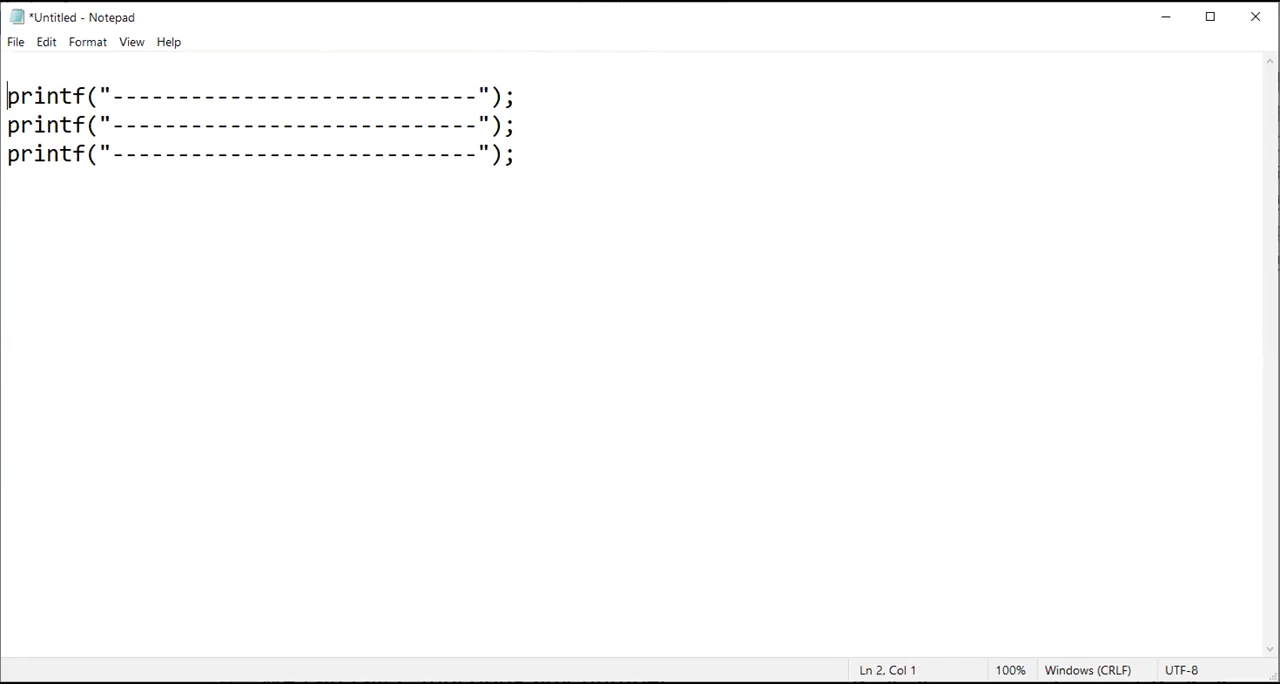 *Untitled - Notepad
File Edit Format View Help
printf("----------------------------");
printf("----------------------------");
printf("----------------------------");
Ln 2, Col 1 100% Windows (CRLF) UTF-8